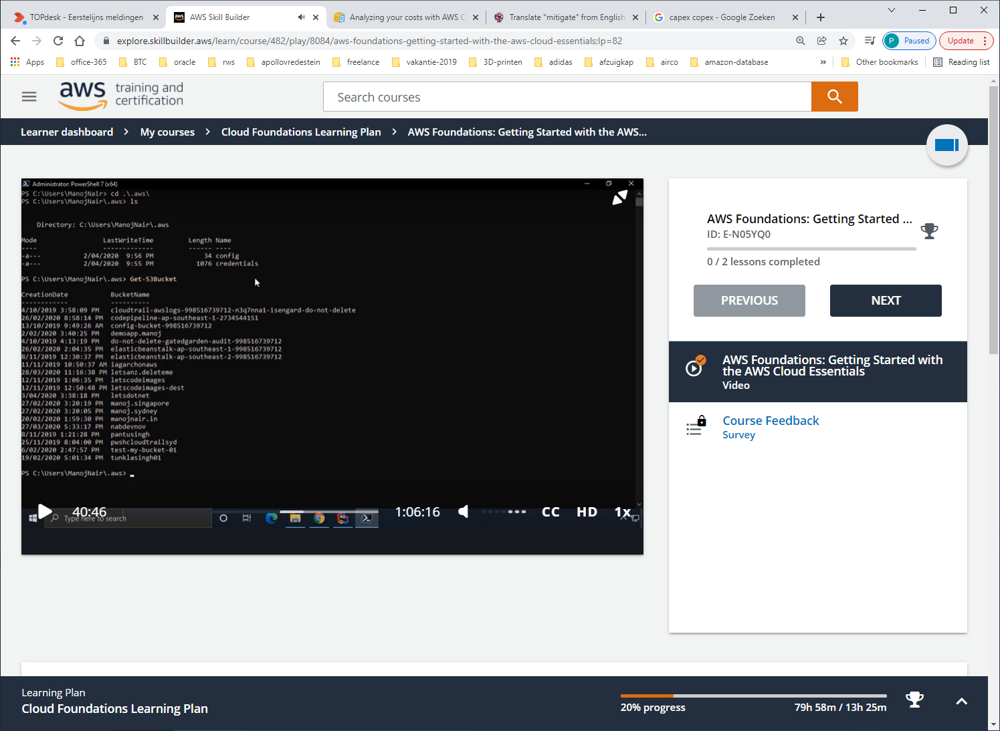 TOPdesk - Eerstelijns meldingen
AWS Skill Builder
Analyzing your costs with AWS C
Translate "mitigate" from English
capex copex - Google Zoeken
explore.skillbuilder.aws/learn/course/482/play/8084/aws-foundations-getting-started-with-the-aws-cloud-essentials;lp=82
P Paused
Update
Apps office-365 BTC oracle rws apollovredestein freelance vakantie-2019 3D-printen adidas afzuigkap airco amazon-database » Other bookmarks Reading list
aws training and
certification
Search courses
Learner dashboard > My courses > Cloud Foundations Learning Plan > AWS Foundations: Getting Started with the AWS...
Administrator: PowerShell 7 (x64)
PS C:\Users\ManojNair> cd .\.aws\
PS C:\Users\ManojNair\.aws> ls
Directory: C:\Users\ManojNair\.aws
Mode LastWriteTime Length Name
---- ------------- ------ ----
-a--- 2/04/2020 9:56 PM 34 config
-a--- 2/04/2020 9:55 PM 1076 credentials
PS C:\Users\ManojNair\.aws> Get-S3Bucket
CreationDate BucketName
------------ ----------
4/10/2019 3:58:09 PM cloudtrail-awslogs-998516739712-n3q7nna1-isengard-do-not-delete
26/02/2020 8:58:14 PM codepipeline-ap-southeast-1-2734544151
13/10/2019 9:49:26 AM config-bucket-998516739712
2/02/2020 3:40:25 PM demoapp.manoj
4/10/2019 4:13:19 PM do-not-delete-gatedgarden-audit-998516739712
26/02/2020 2:04:35 PM elasticbeanstalk-ap-southeast-1-998516739712
8/11/2019 12:30:37 PM elasticbeanstalk-ap-southeast-2-998516739712
11/11/2019 10:50:37 AM iagarchonaws
28/03/2020 11:16:38 PM letsanz.deleteme
12/11/2019 1:06:35 PM letscodeimages
12/11/2019 12:50:48 PM letscodeimages-dest
3/04/2020 3:38:18 PM letsdotnet
27/02/2020 3:20:19 PM manoj.singapore
27/02/2020 3:20:05 PM manoj.sydney
20/02/2020 1:59:30 PM manojnair.in
27/03/2020 5:33:17 PM nabdevnov
8/11/2019 1:21:28 PM pantusingh
25/11/2019 8:04:00 PM pwshcloudtrailsyd
6/02/2020 2:47:57 PM test-my-bucket-01
19/02/2020 5:01:34 PM tunklasingh01
PS C:\Users\ManojNair\.aws> _
40:46 1:06:16 CC HD 1x
Type here to search
AWS Foundations: Getting Started ...
ID: E-N05YQ0
0 / 2 lessons completed
PREVIOUS
NEXT
AWS Foundations: Getting Started with
the AWS Cloud Essentials
Video
Course Feedback
Survey
Learning Plan
Cloud Foundations Learning Plan
20% progress
79h 58m / 13h 25m